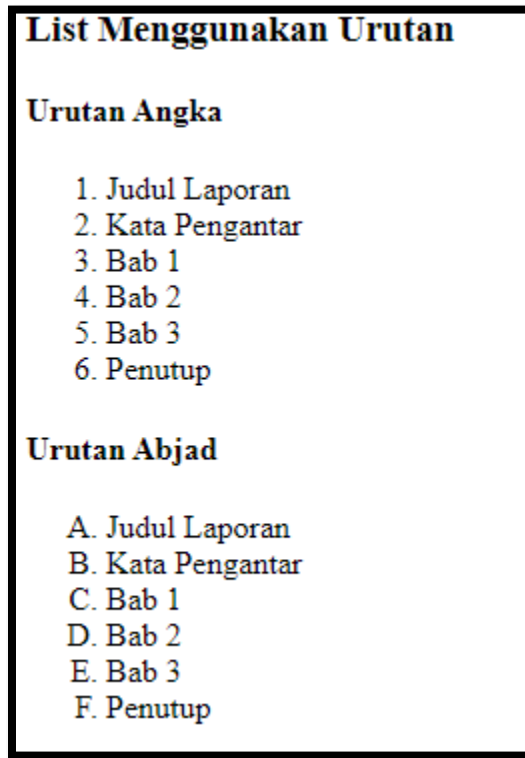 List Menggunakan Urutan
Urutan Angka
1. Judul Laporan
2. Kata Pengantar
3. Bab 1
4. Bab 2
5. Bab 3
6. Penutup
Urutan Abjad
A. Judul Laporan
B. Kata Pengantar
C. Bab 1
D. Bab 2
E. Bab 3
F. Penutup